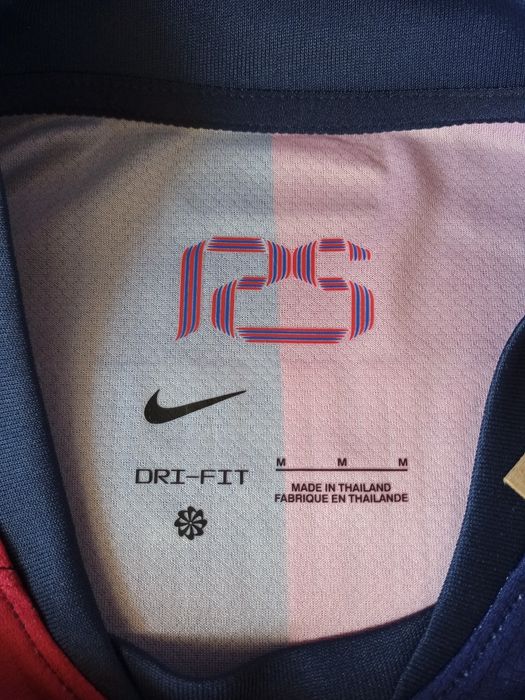 125
DRI-FIT
M M M
MADE IN THAILAND
FABRIQUE EN THAILANDE